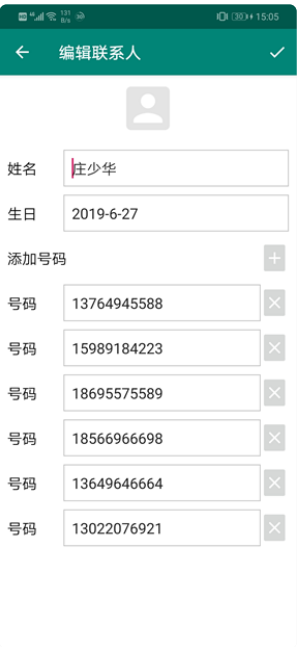 131 B/s 30 15:05
编辑联系人
姓名 庄少华
生日 2019-6-27
添加号码
号码 13764945588
号码 15989184223
号码 18695575589
号码 18566966698
号码 13649646664
号码 13022076921